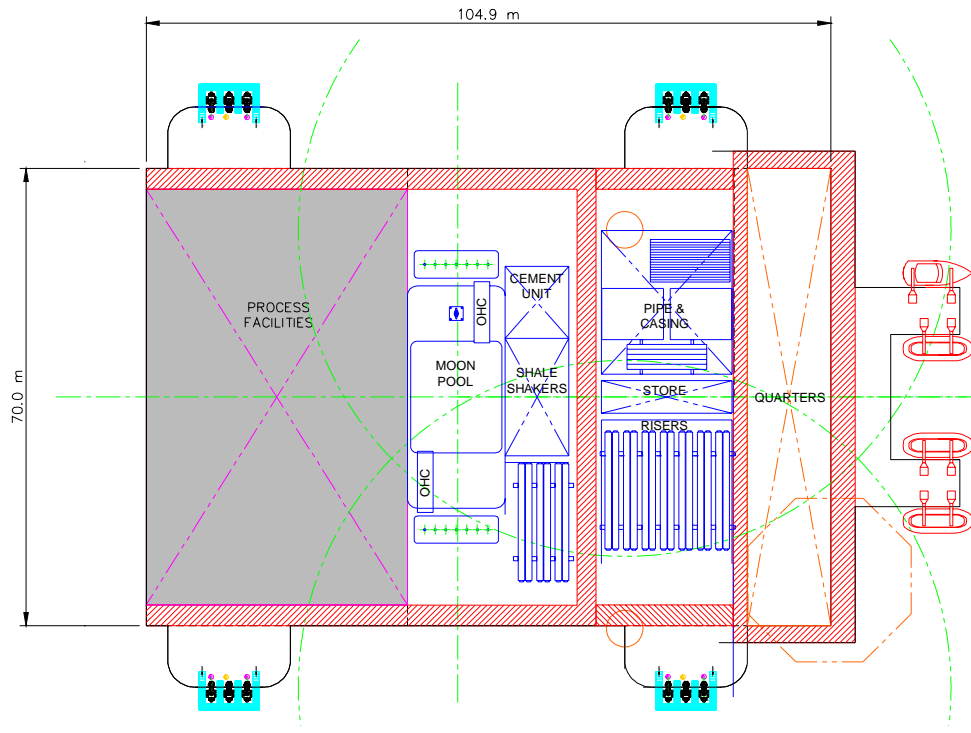 104.9 m
70.0 m
PROCESS
FACILITIES
OHC
CEMENT
UNIT
PIPE &
CASING
MOON
POOL
SHALE
SHAKERS
STORE
QUARTERS
RISERS
OHC